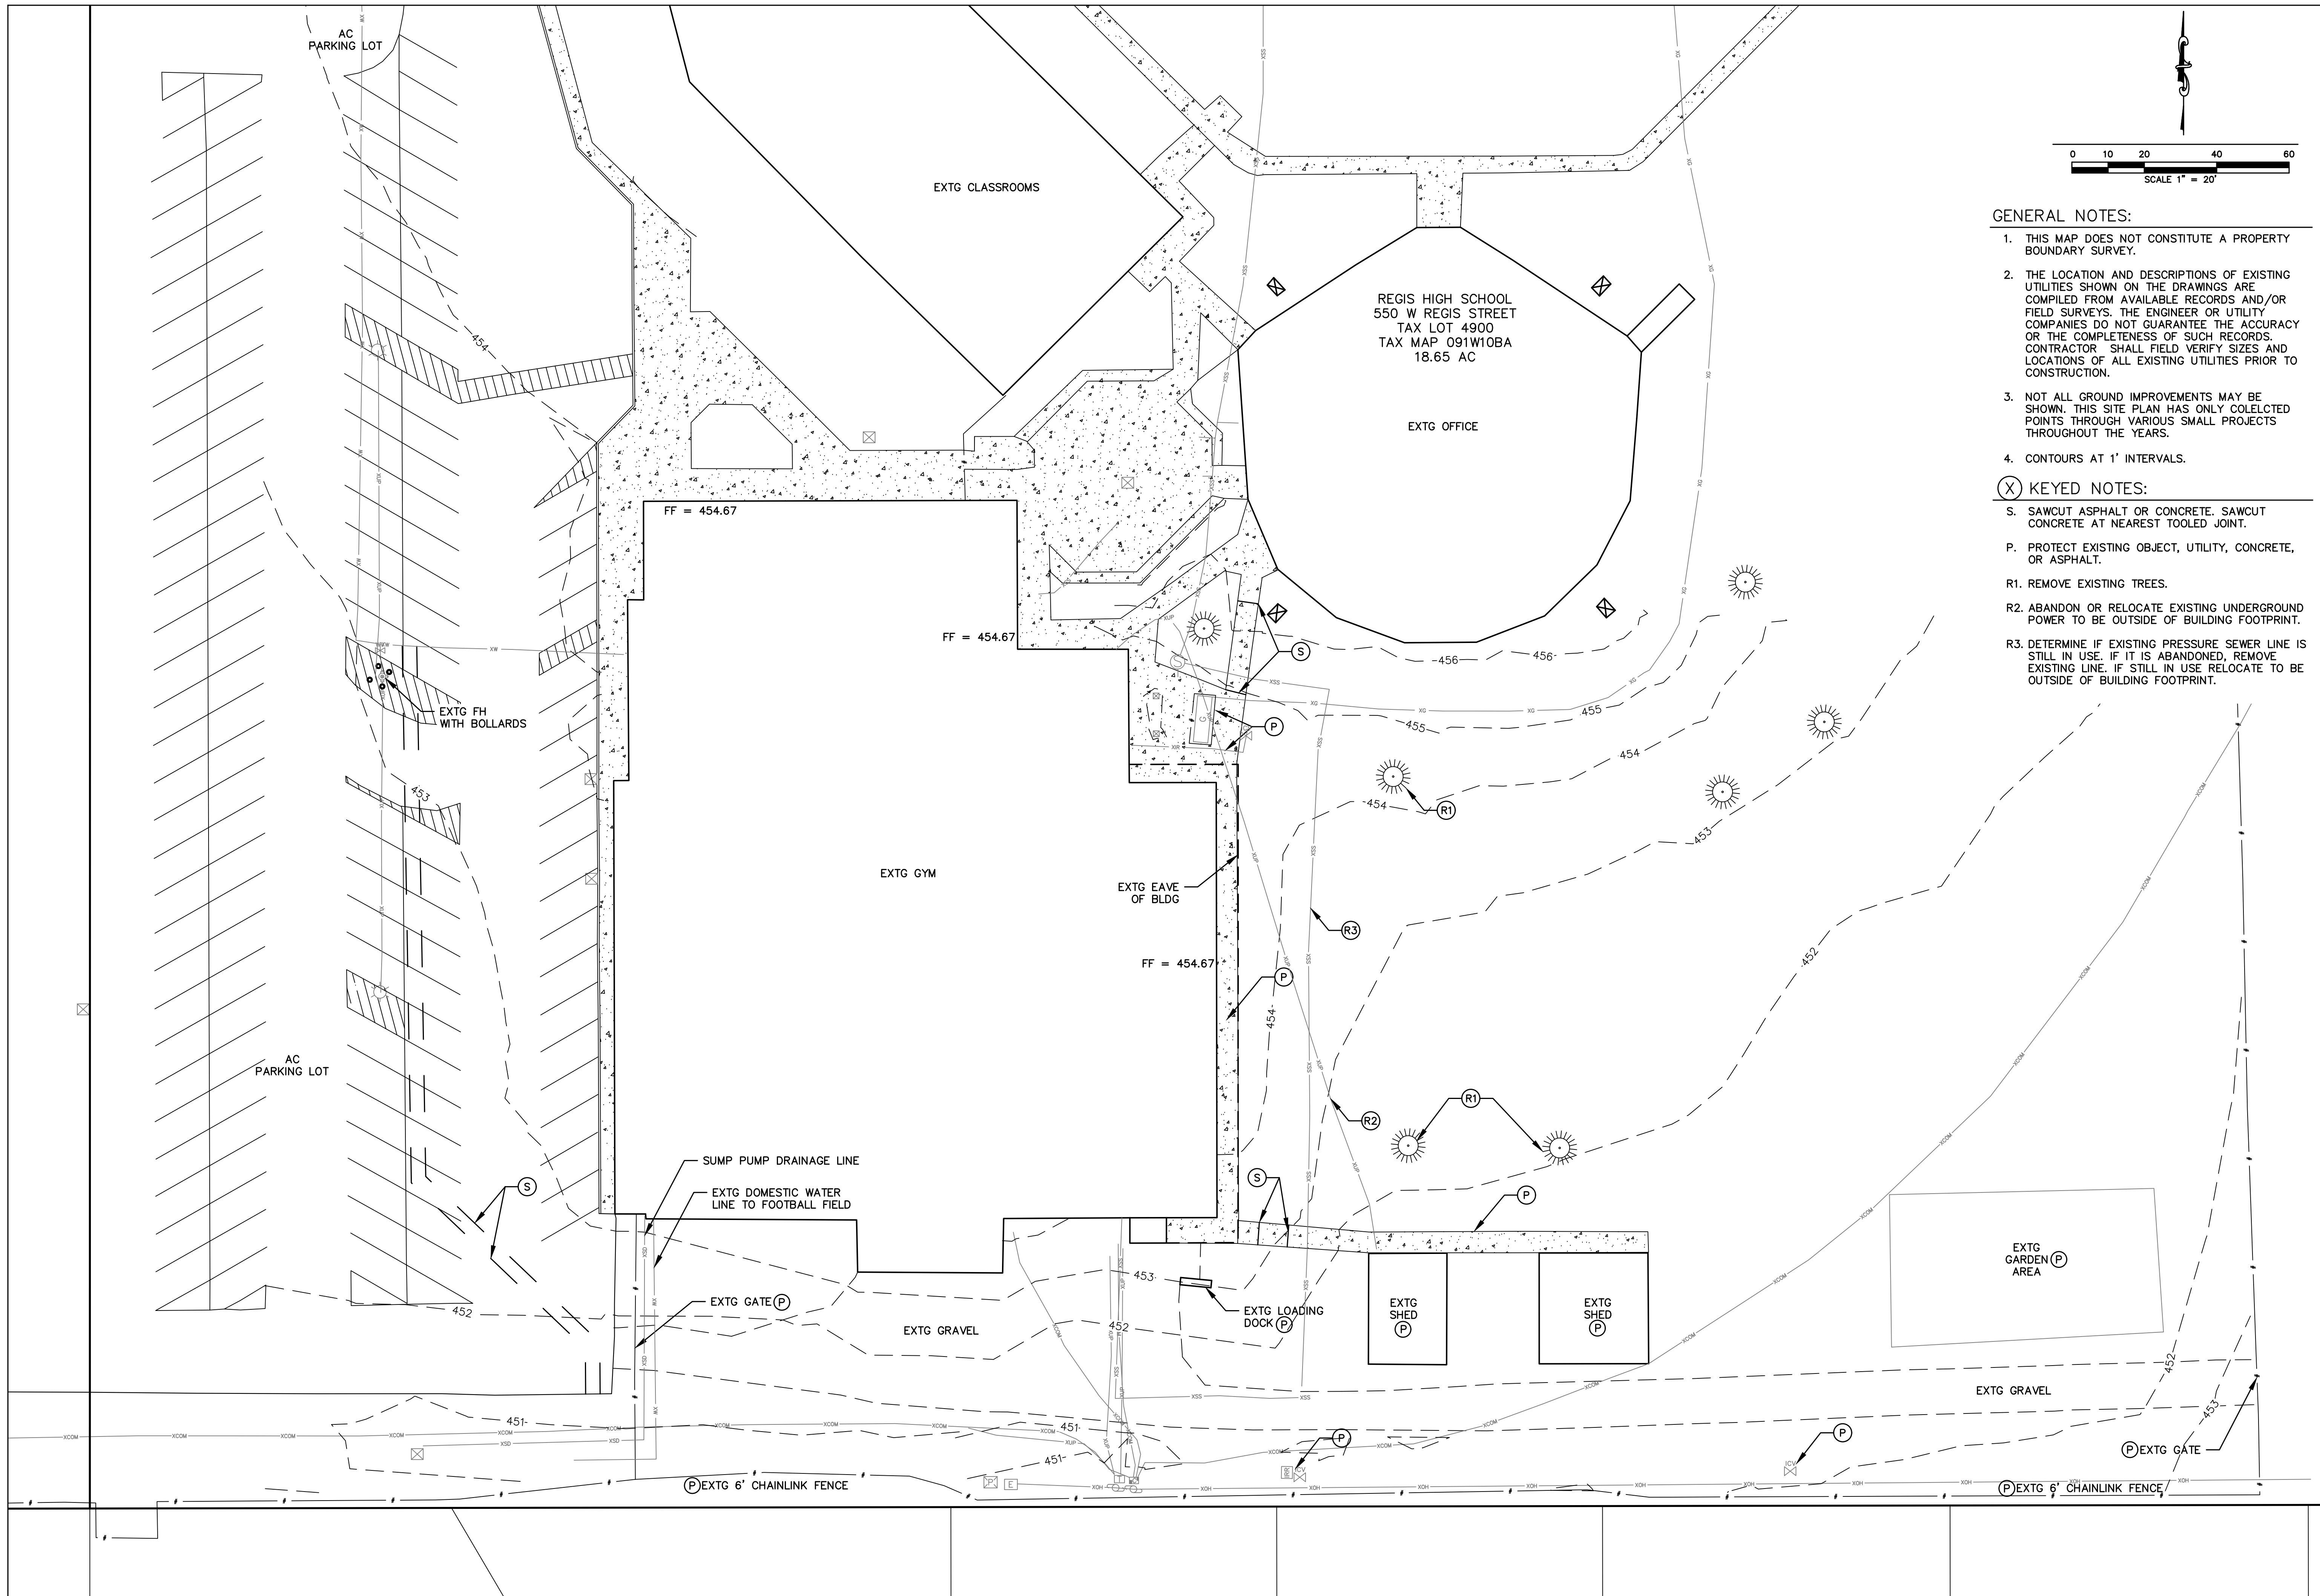 AC
PARKING LOT
EXTG CLASSROOMS
REGIS HIGH SCHOOL
550 W REGIS STREET
TAX LOT 4900
TAX MAP 091W10BA
18.65 AC
EXTG OFFICE
0 10 20 40 60
SCALE 1" = 20'
GENERAL NOTES:
1. THIS MAP DOES NOT CONSTITUTE A PROPERTY
BOUNDARY SURVEY.
2. THE LOCATION AND DESCRIPTIONS OF EXISTING
UTILITIES SHOWN ON THE DRAWINGS ARE
COMPILED FROM AVAILABLE RECORDS AND/OR
FIELD SURVEYS. THE ENGINEER OR UTILITY
COMPANIES DO NOT GUARANTEE THE ACCURACY
OR THE COMPLETENESS OF SUCH RECORDS.
CONTRACTOR SHALL FIELD VERIFY SIZES AND
LOCATIONS OF ALL EXISTING UTILITIES PRIOR TO
CONSTRUCTION.
3. NOT ALL GROUND IMPROVEMENTS MAY BE
SHOWN. THIS SITE PLAN HAS ONLY COLELCTED
POINTS THROUGH VARIOUS SMALL PROJECTS
THROUGHOUT THE YEARS.
4. CONTOURS AT 1' INTERVALS.
X KEYED NOTES:
S. SAWCUT ASPHALT OR CONCRETE. SAWCUT
CONCRETE AT NEAREST TOOLED JOINT.
P. PROTECT EXISTING OBJECT, UTILITY, CONCRETE,
OR ASPHALT.
R1. REMOVE EXISTING TREES.
R2. ABANDON OR RELOCATE EXISTING UNDERGROUND
POWER TO BE OUTSIDE OF BUILDING FOOTPRINT.
R3. DETERMINE IF EXISTING PRESSURE SEWER LINE IS
STILL IN USE. IF IT IS ABANDONED, REMOVE
EXISTING LINE. IF STILL IN USE RELOCATE TO BE
OUTSIDE OF BUILDING FOOTPRINT.
454
FF = 454.67
FF = 454.67
S
456
456
XW
XSS
XG
EXTG FH
WITH BOLLARDS
P
G
455
455
454
454
R1
453
453
EXTG GYM
EXTG EAVE
OF BLDG
R3
FF = 454.67
P
452
454
AC
PARKING LOT
R1
R2
XUP
SUMP PUMP DRAINAGE LINE
S
S
P
EXTG DOMESTIC WATER
LINE TO FOOTBALL FIELD
EXTG
GARDEN P
AREA
453
EXTG GATE P
452
EXTG LOADING
DOCK P
EXTG
SHED
P
EXTG
SHED
P
EXTG GRAVEL
452
452
EXTG GRAVEL
453
451
451
451
XCOM
XSD
P
P
P EXTG GATE
P EXTG 6' CHAINLINK FENCE
P
E
XOH
ICV
ICV
P EXTG 6' CHAINLINK FENCE